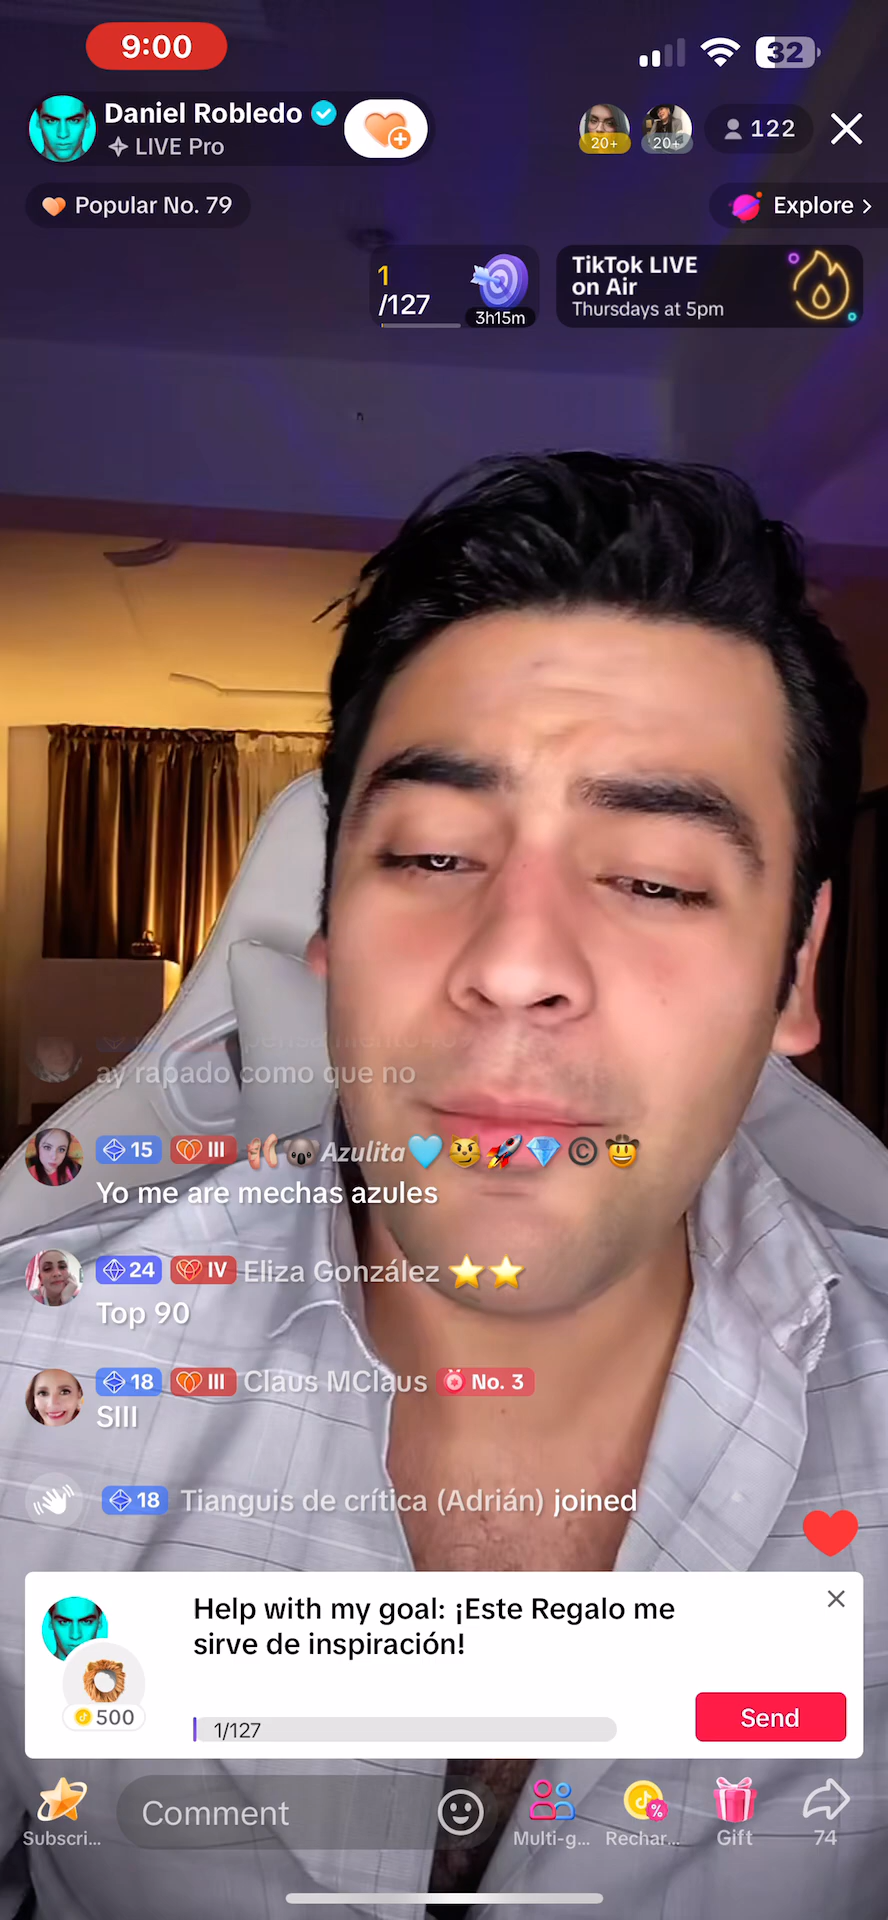 9:00
32
Daniel Robledo
LIVE Pro
20+
20+
122
Popular No. 79
Explore
1
/127
3h15m
TikTok LIVE
on Air
Thursdays at 5pm
ay rapado como que no
15 III Azulita
Yo me are mechas azules
24 IV Eliza González
Top 90
18 III Claus MClaus No. 3
SIII
18 Tianguis de crítica (Adrián) joined
Help with my goal: ¡Este Regalo me
sirve de inspiración!
500
1/127
Send
Comment
Subscri...
Multi-g...
Rechar...
Gift
74